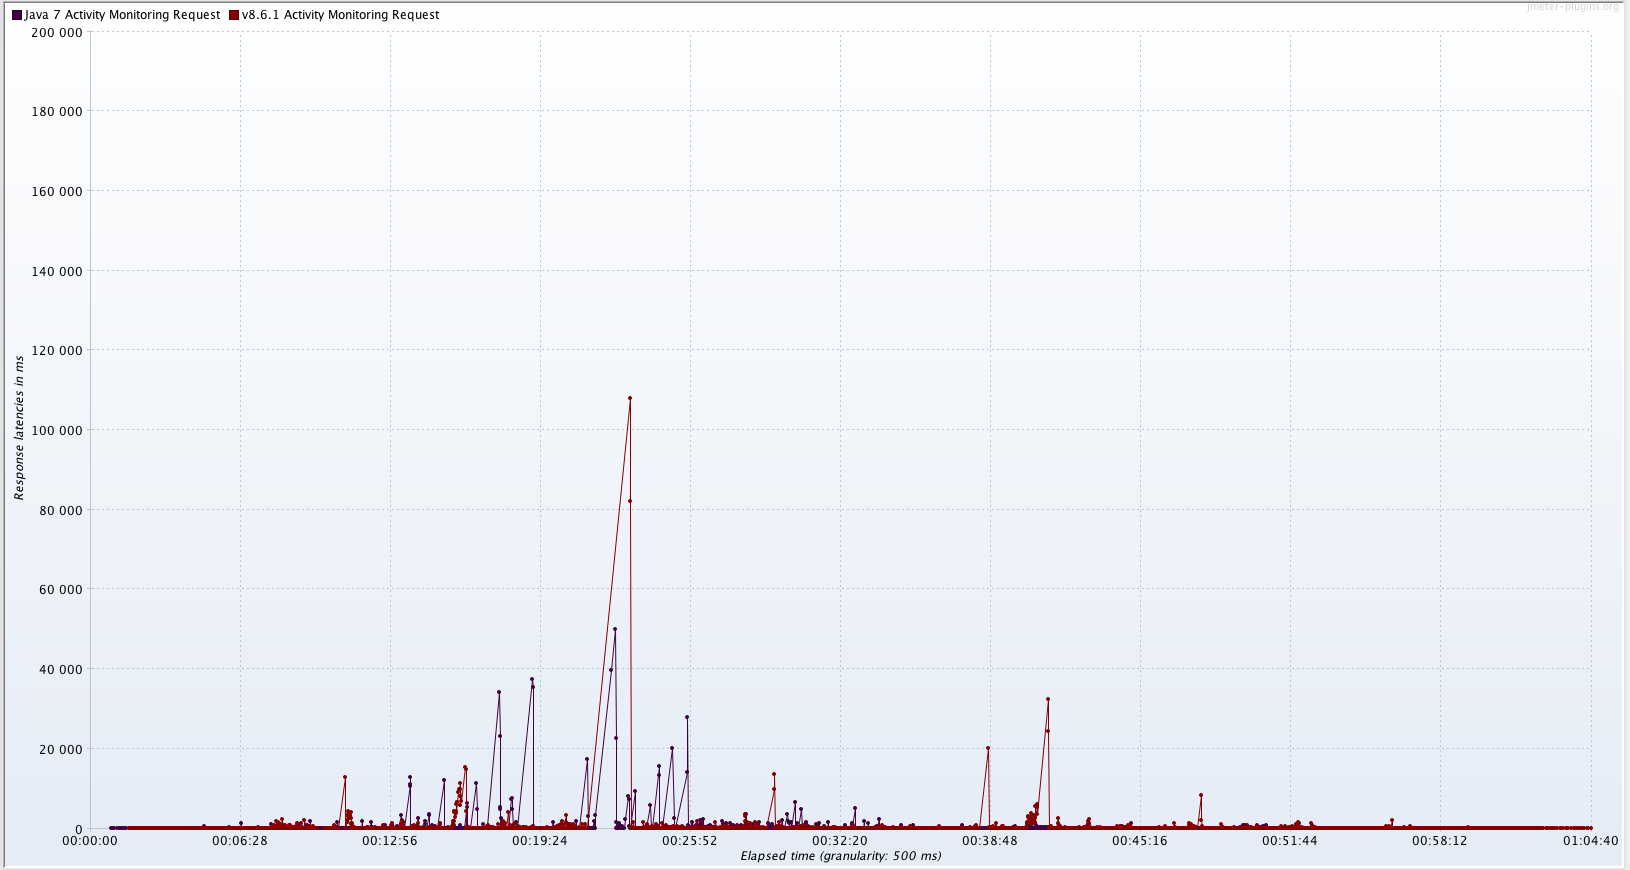 Java 7 Activity Monitoring Request v8.6.1 Activity Monitoring Request
jmeter-plugins.org
200 000
180 000
160 000
140 000
120 000
100 000
80 000
60 000
40 000
20 000
0
Response latencies in ms
00:00:00 00:06:28 00:12:56 00:19:24 00:25:52 00:32:20 00:38:48 00:45:16 00:51:44 00:58:12 01:04:40
Elapsed time (granularity: 500 ms)